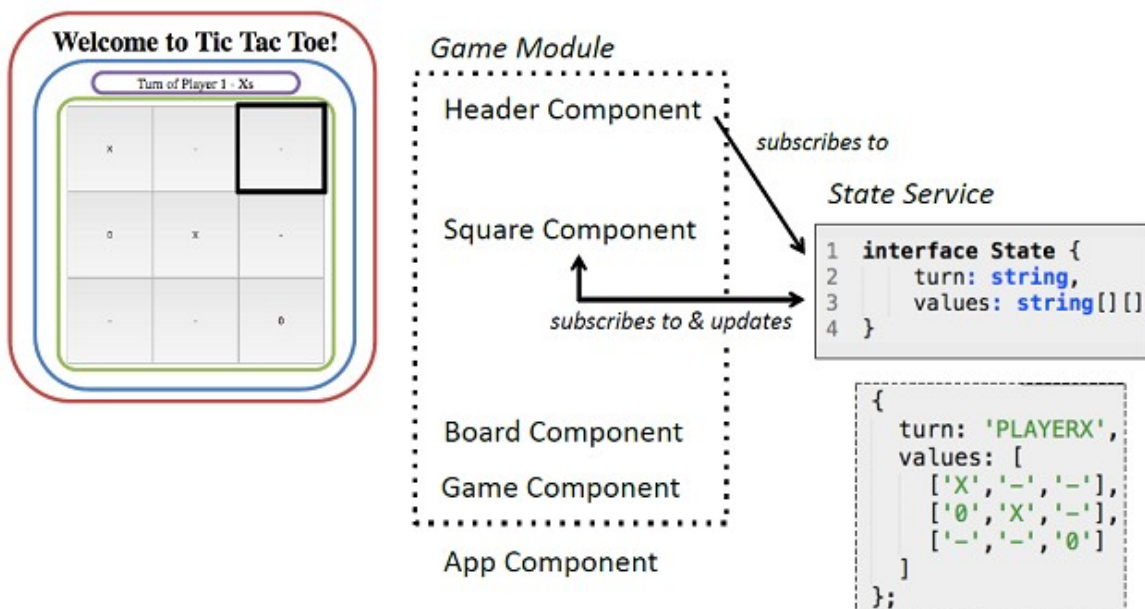 Welcome to Tic Tac Toe!
Turn of Player 1 - Xs
X - -
0 X -
- - 0
Game Module
Header Component
subscribes to
Square Component
subscribes to & updates
Board Component
Game Component
App Component
State Service
1 interface State {
2 turn: string,
3 values: string[][]
4 }
{
turn: 'PLAYERX',
values: [
['X','-','-'],
['0','X','-'],
['-','-','0']
]
};